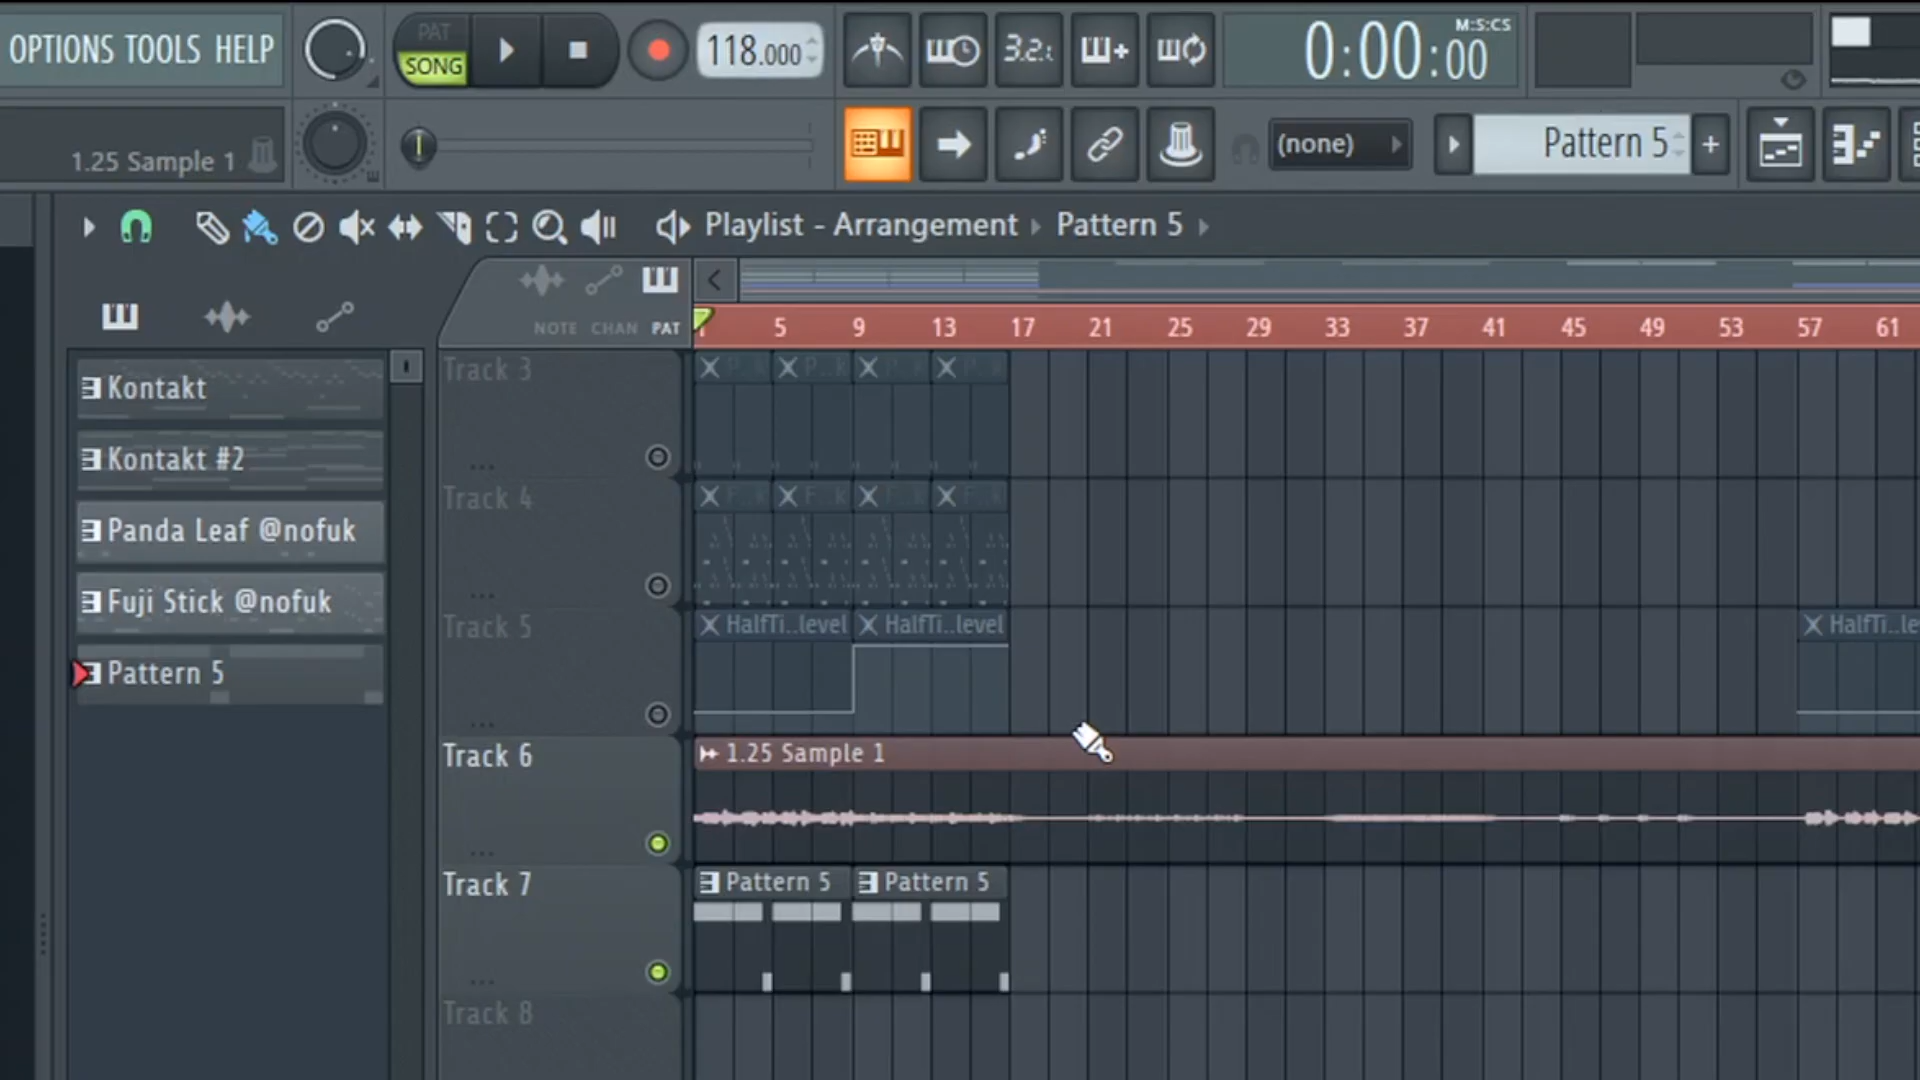 OPTIONS TOOLS HELP
PAT
SONG
118.000
3.2.
0:00:00
M:S:CS
1.25 Sample 1
(none)
Pattern 5
+
Playlist - Arrangement
Pattern 5
NOTE CHAN PAT
5 9 13 17 21 25 29 33 37 41 45 49 53 57 61
Kontakt
Kontakt #2
Panda Leaf @nofuk
Fuji Stick @nofuk
Pattern 5
Track 3
Track 4
Track 5
HalfTi..level
HalfTi..level
Track 6
1.25 Sample 1
Track 7
Pattern 5
Pattern 5
Track 8